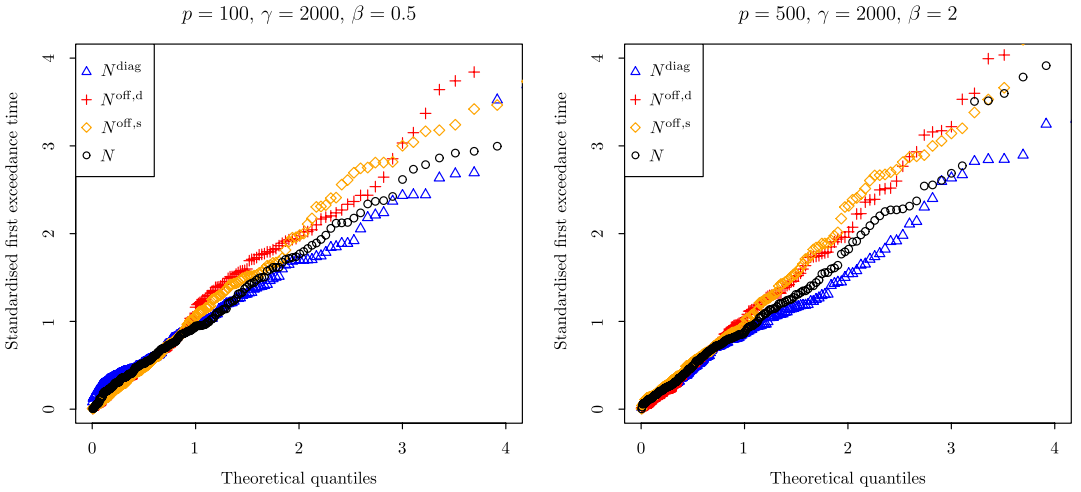 p = 100, γ = 2000, β = 0.5
Standardised first exceedance time
4
3
2
1
0
N^diag
N^off,d
N^off,s
N
0 1 2 3 4
Theoretical quantiles
p = 500, γ = 2000, β = 2
Standardised first exceedance time
4
3
2
1
0
N^diag
N^off,d
N^off,s
N
0 1 2 3 4
Theoretical quantiles